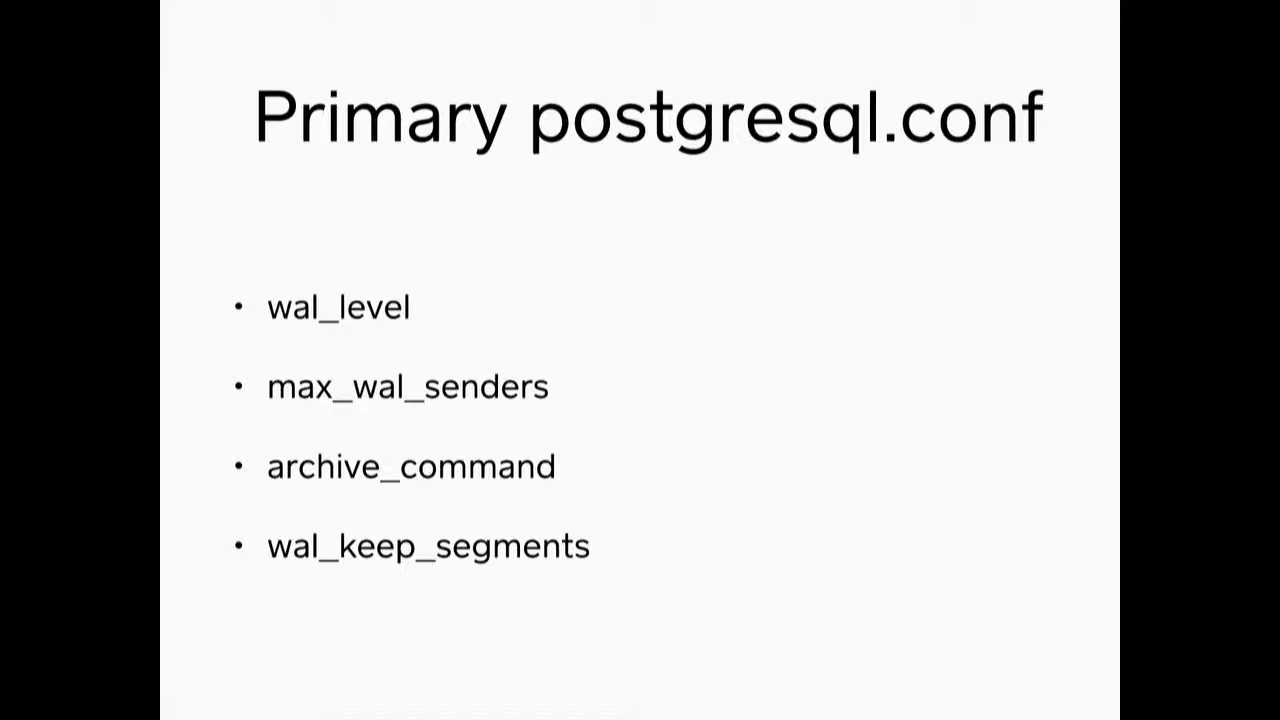 Primary postgresql.conf
• wal_level
• max_wal_senders
• archive_command
• wal_keep_segments